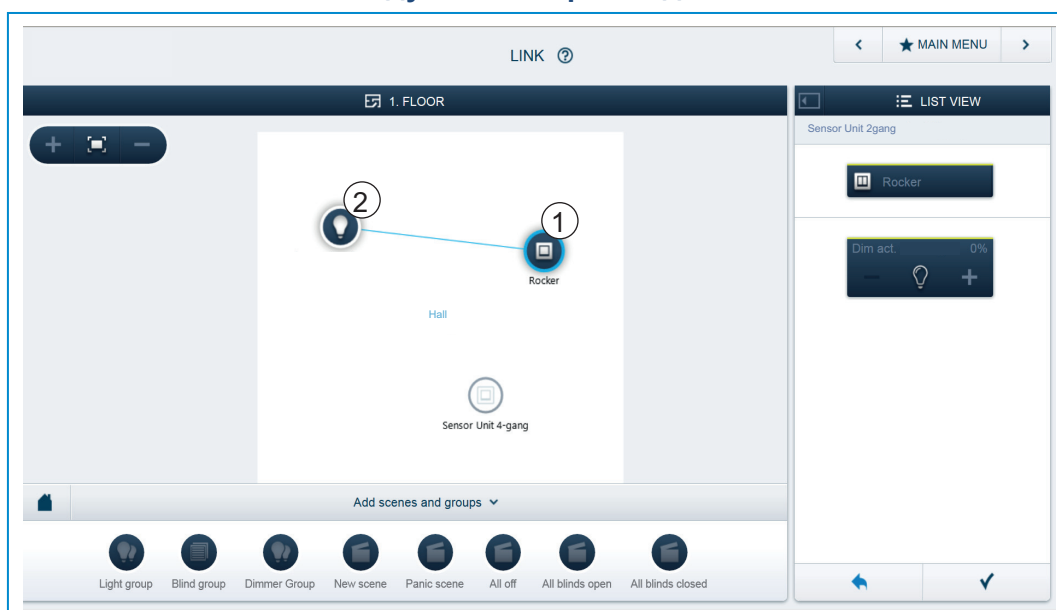 LINK ?
MAIN MENU
1. FLOOR
LIST VIEW
Sensor Unit 2gang
Rocker
2
1
Rocker
Dim act. 0%
Hall
Sensor Unit 4-gang
Add scenes and groups
Light group Blind group Dimmer Group New scene Panic scene All off All blinds open All blinds closed